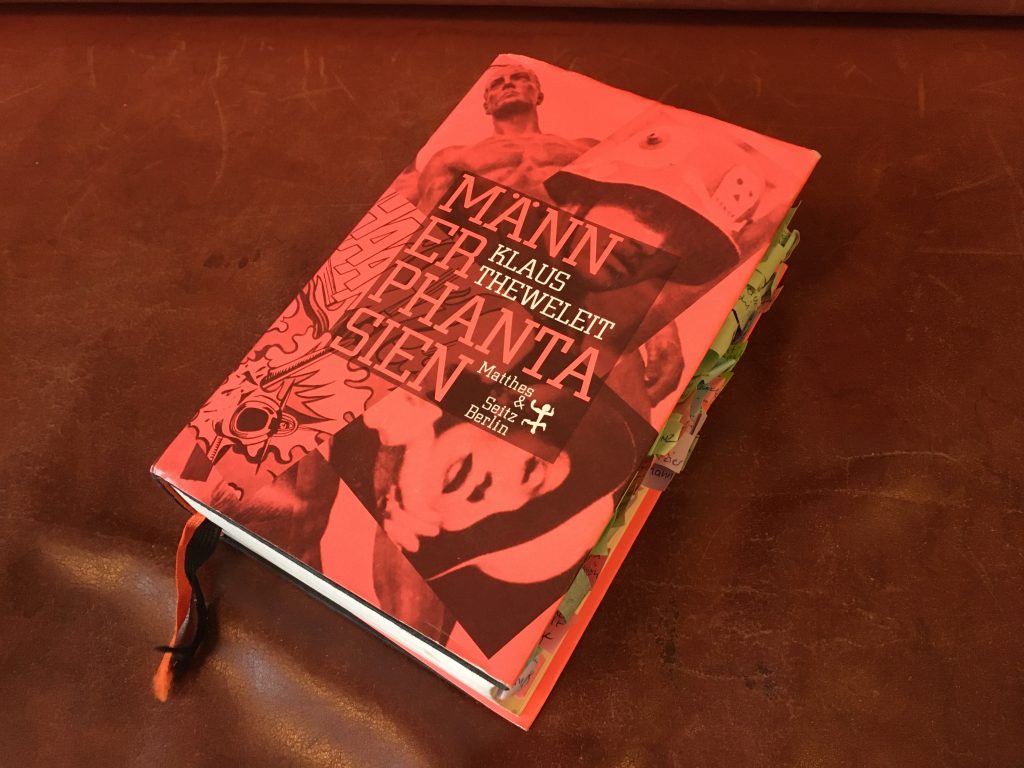 MÄNN
ER
PHANTA
SIEN
KLAUS
THEWELEIT
Matthes
&
Seitz
Berlin